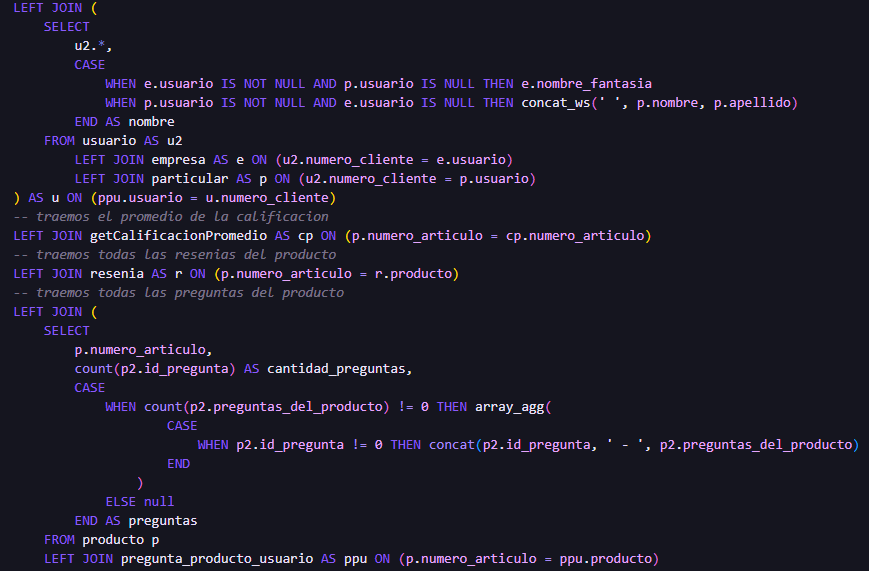 LEFT JOIN (
    SELECT
        u2.*,
        CASE
            WHEN e.usuario IS NOT NULL AND p.usuario IS NULL THEN e.nombre_fantasia
            WHEN p.usuario IS NOT NULL AND e.usuario IS NULL THEN concat_ws(' ', p.nombre, p.apellido)
        END AS nombre
    FROM usuario AS u2
        LEFT JOIN empresa AS e ON (u2.numero_cliente = e.usuario)
        LEFT JOIN particular AS p ON (u2.numero_cliente = p.usuario)
) AS u ON (ppu.usuario = u.numero_cliente)
-- traemos el promedio de la calificacion
LEFT JOIN getCalificacionPromedio AS cp ON (p.numero_articulo = cp.numero_articulo)
-- traemos todas las resenias del producto
LEFT JOIN resenia AS r ON (p.numero_articulo = r.producto)
-- traemos todas las preguntas del producto
LEFT JOIN (
    SELECT
        p.numero_articulo,
        count(p2.id_pregunta) AS cantidad_preguntas,
        CASE
            WHEN count(p2.preguntas_del_producto) != 0 THEN array_agg(
                    CASE
                        WHEN p2.id_pregunta != 0 THEN concat(p2.id_pregunta, ' - ', p2.preguntas_del_producto)
                    END
                )
            ELSE null
        END AS preguntas
    FROM producto p
    LEFT JOIN pregunta_producto_usuario AS ppu ON (p.numero_articulo = ppu.producto)